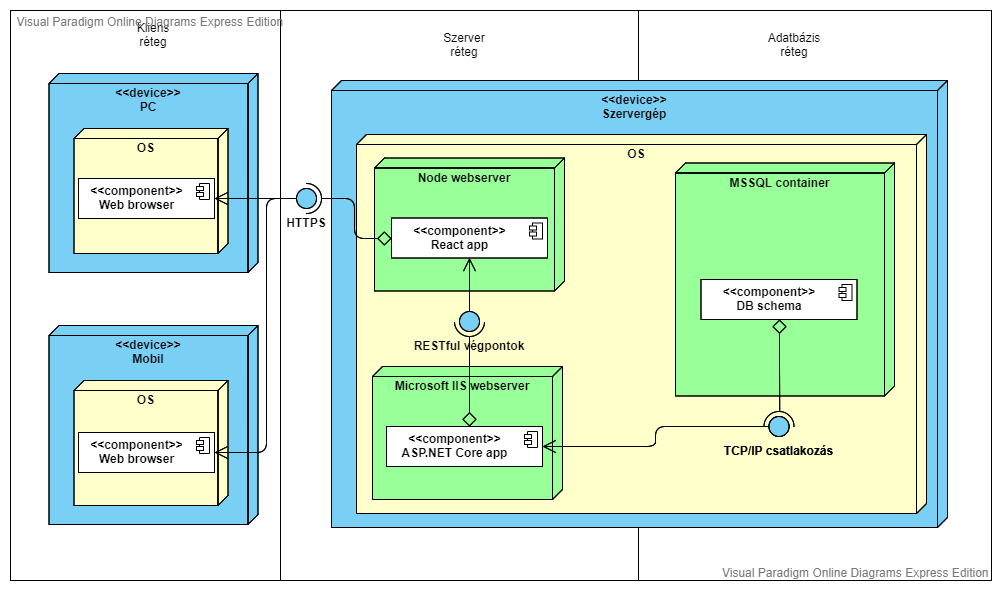 Visual Paradigm Online Diagrams Express Edition
Kliens
réteg
Szerver
réteg
Adatbázis
réteg
<<device>>
PC
OS
<<component>>
Web browser
<<device>>
Mobil
OS
<<component>>
Web browser
HTTPS
<<device>>
Szervergép
OS
Node webserver
<<component>>
React app
RESTful végpontok
Microsoft IIS webserver
<<component>>
ASP.NET Core app
MSSQL container
<<component>>
DB schema
TCP/IP csatlakozás
Visual Paradigm Online Diagrams Express Edition